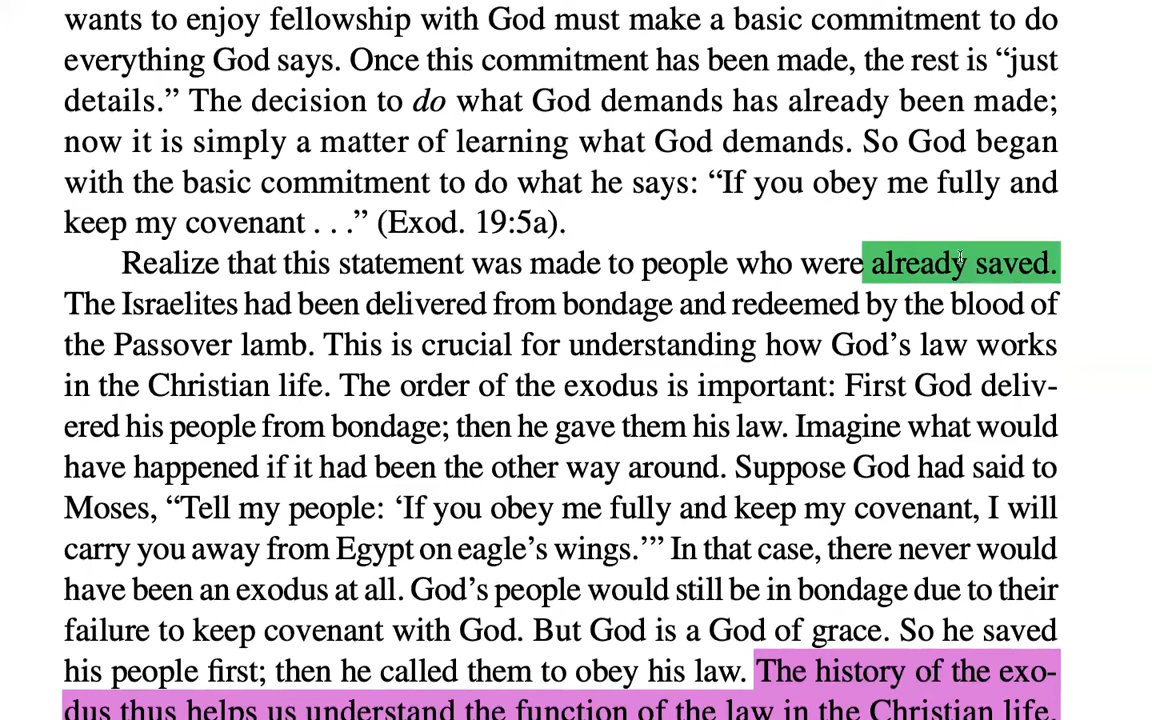 wants to enjoy fellowship with God must make a basic commitment to do
everything God says. Once this commitment has been made, the rest is “just
details.” The decision to do what God demands has already been made;
now it is simply a matter of learning what God demands. So God began
with the basic commitment to do what he says: “If you obey me fully and
keep my covenant . . .” (Exod. 19:5a).
Realize that this statement was made to people who were already saved.
The Israelites had been delivered from bondage and redeemed by the blood of
the Passover lamb. This is crucial for understanding how God’s law works
in the Christian life. The order of the exodus is important: First God deliv-
ered his people from bondage; then he gave them his law. Imagine what would
have happened if it had been the other way around. Suppose God had said to
Moses, “Tell my people: ‘If you obey me fully and keep my covenant, I will
carry you away from Egypt on eagle’s wings.’” In that case, there never would
have been an exodus at all. God’s people would still be in bondage due to their
failure to keep covenant with God. But God is a God of grace. So he saved
his people first; then he called them to obey his law. The history of the exo-
dus thus helps us understand the function of the law in the Christian life.